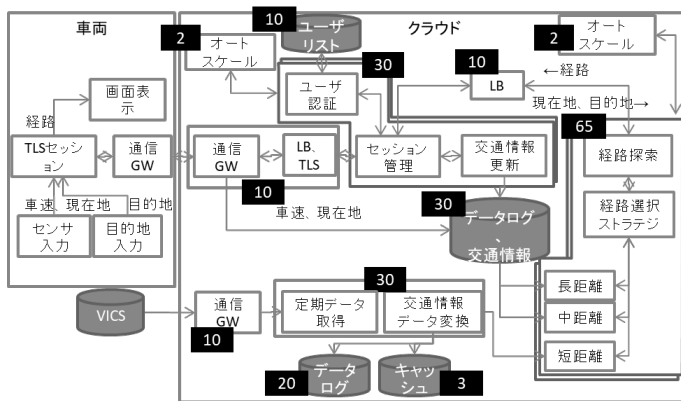 車両
クラウド
10
ユーザ
リスト
2
オート
スケール
2
オート
スケール
30
ユーザ
認証
10
LB
←経路
現在地、目的地→
画面表
示
経路
TLSセッシ
ョン
通信
GW
通信
GW
LB、
TLS
10
セッション
管理
交通情報
更新
65
経路探索
経路選択
ストラテジ
車速、現在地
目的地
センサ
入力
目的地
入力
車速、現在地
30
データログ
、
交通情報
VICS
通信
GW
10
30
定期データ
取得
交通情報
データ変換
長距離
中距離
短距離
20
データ
ログ
キャッ
シュ
3